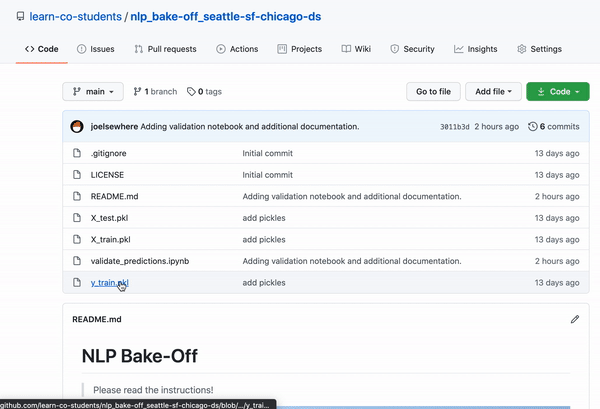 learn-co-students / nlp_bake-off_seattle-sf-chicago-ds
Code Issues Pull requests Actions Projects Wiki Security Insights Settings
main 1 branch 0 tags Go to file Add file Code
joelsewhere Adding validation notebook and additional documentation. 3011b3d 2 hours ago 6 commits
.gitignore Initial commit 13 days ago
LICENSE Initial commit 13 days ago
README.md Adding validation notebook and additional documentation. 2 hours ago
X_test.pkl add pickles 13 days ago
X_train.pkl add pickles 13 days ago
validate_predictions.ipynb Adding validation notebook and additional documentation. 2 hours ago
y_train.pkl add pickles 13 days ago
README.md
NLP Bake-Off
Please read the instructions!
github.com/learn-co-students/nlp_bake-off_seattle-sf-chicago-ds/blob/.../y_trai...